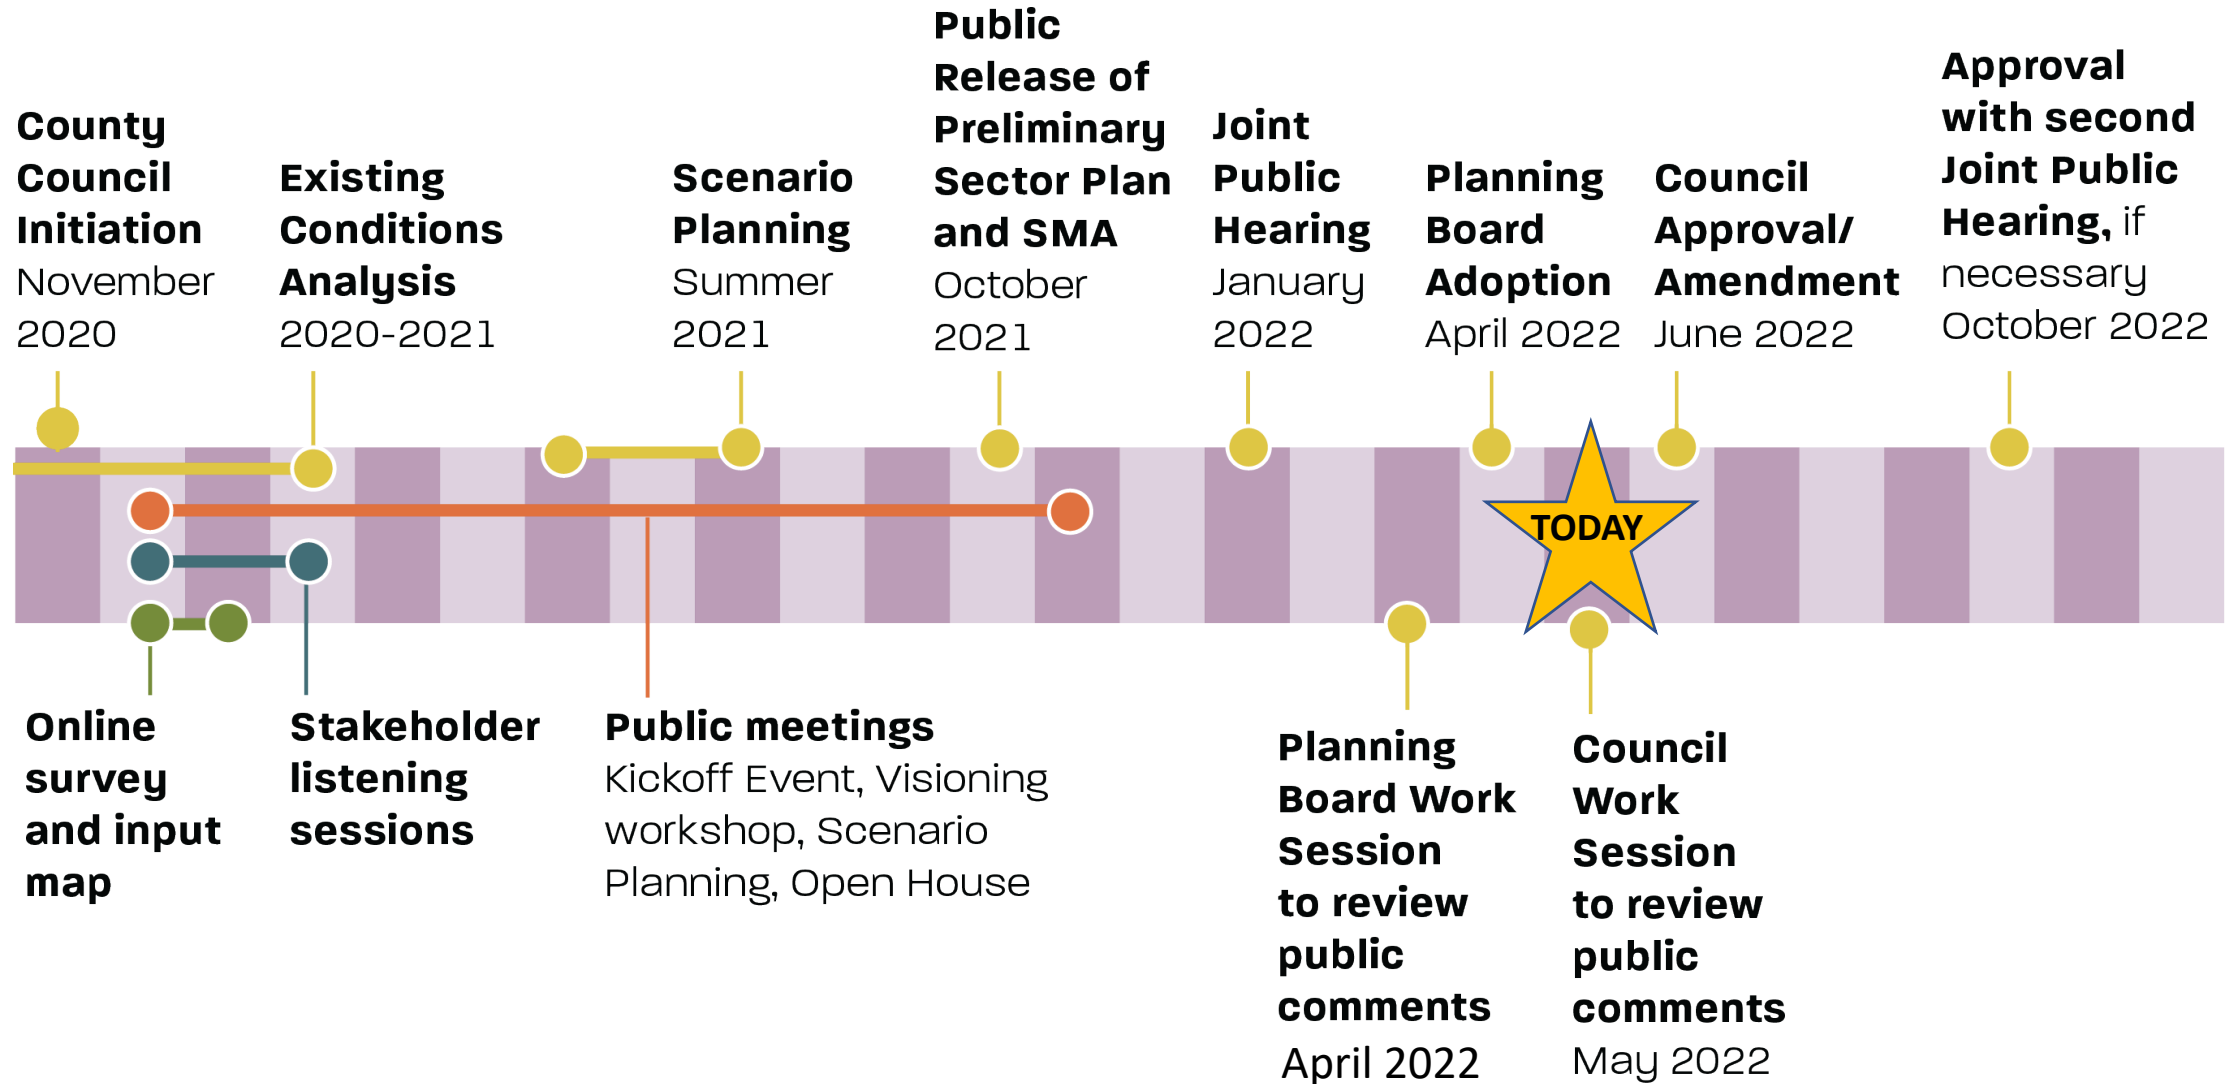 County
Council
Initiation
November
2020
Existing
Conditions
Analysis
2020-2021
Scenario
Planning
Summer
2021
Public
Release of
Preliminary
Sector Plan
and SMA
October
2021
Joint
Public
Hearing
January
2022
Planning
Board
Adoption
April 2022
Council
Approval/
Amendment
June 2022
Approval
with second
Joint Public
Hearing, if
necessary
October 2022
TODAY
Online
survey
and input
map
Stakeholder
listening
sessions
Public meetings
Kickoff Event, Visioning
workshop, Scenario
Planning, Open House
Planning
Board Work
Session
to review
public
comments
April 2022
Council
Work
Session
to review
public
comments
May 2022